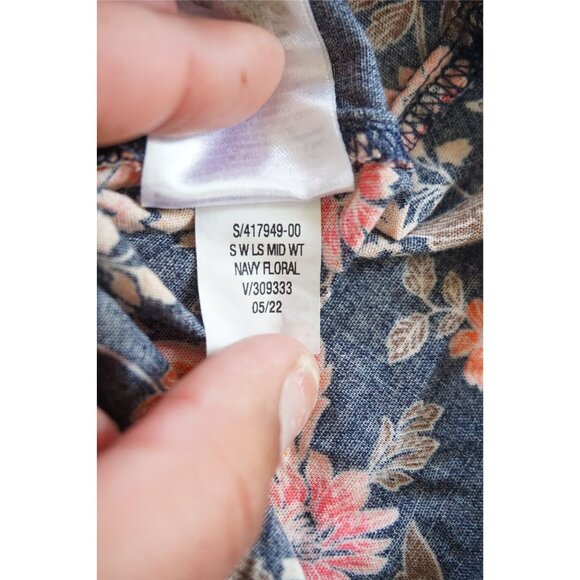 S/417949-00
S W LS MID WT
NAVY FLORAL
V/309333
05/22